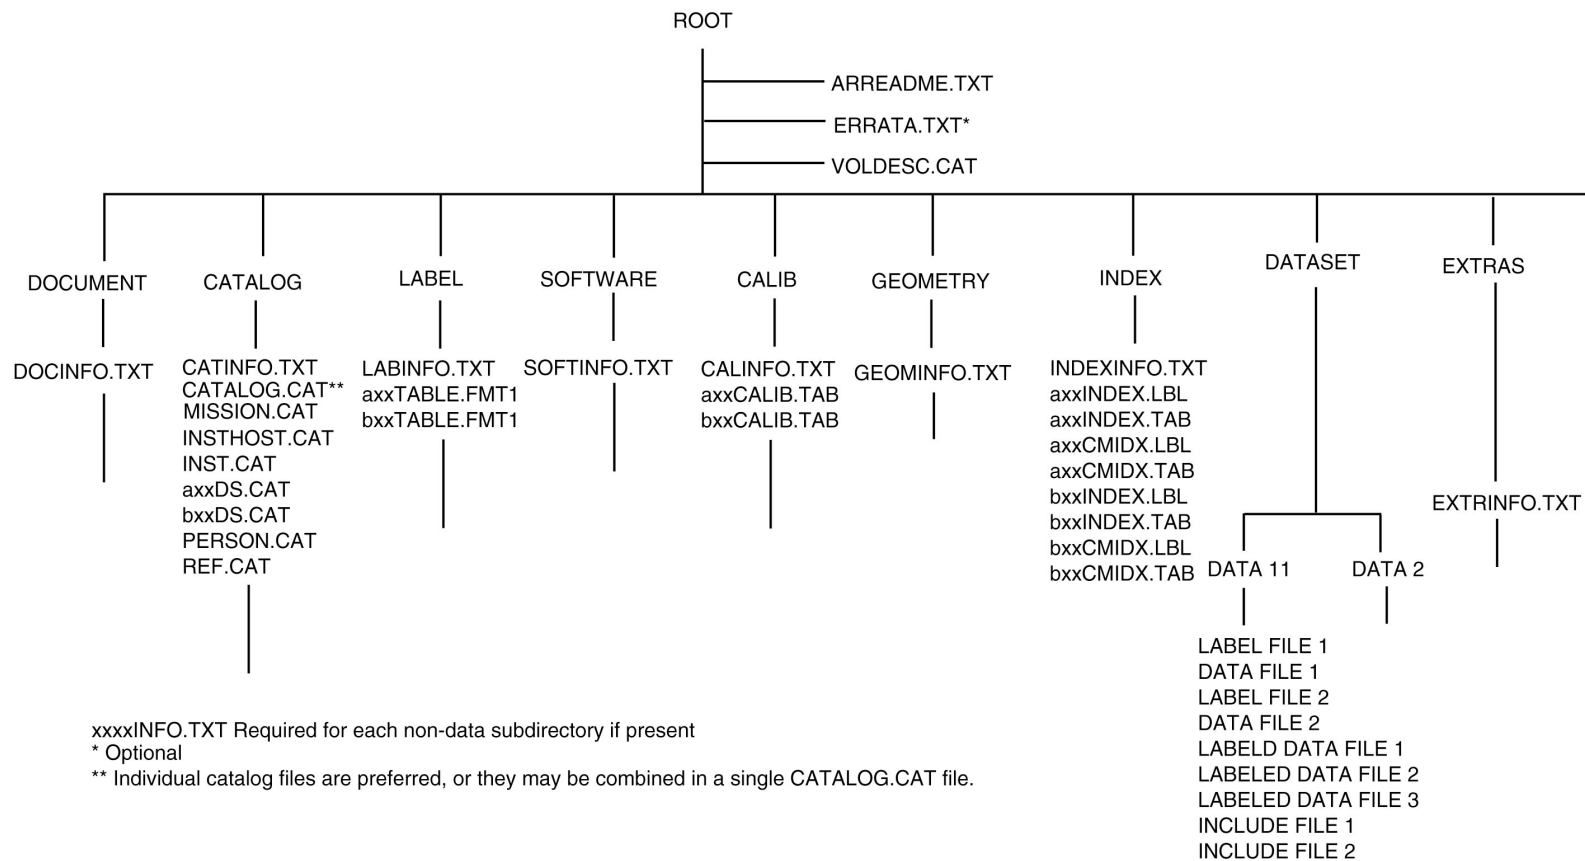 ROOT
ARREADME.TXT
ERRATA.TXT*
VOLDESC.CAT
DOCUMENT
DOCINFO.TXT
CATALOG
CATINFO.TXT
CATALOG.CAT**
MISSION.CAT
INSTHOST.CAT
INST.CAT
axxDS.CAT
bxxDS.CAT
PERSON.CAT
REF.CAT
LABEL
LABINFO.TXT
axxTABLE.FMT1
bxxTABLE.FMT1
SOFTWARE
SOFTINFO.TXT
CALIB
CALINFO.TXT
axxCALIB.TAB
bxxCALIB.TAB
GEOMETRY
GEOMINFO.TXT
INDEX
INDEXINFO.TXT
axxINDEX.LBL
axxINDEX.TAB
axxCMIDX.LBL
axxCMIDX.TAB
bxxINDEX.LBL
bxxINDEX.TAB
bxxCMIDX.LBL
bxxCMIDX.TAB
DATASET
DATA 11
LABEL FILE 1
DATA FILE 1
LABEL FILE 2
DATA FILE 2
LABELD DATA FILE 1
LABELED DATA FILE 2
LABELED DATA FILE 3
INCLUDE FILE 1
INCLUDE FILE 2
DATA 2
EXTRAS
EXTRINFO.TXT
xxxxINFO.TXT Required for each non-data subdirectory if present
* Optional
** Individual catalog files are preferred, or they may be combined in a single CATALOG.CAT file.